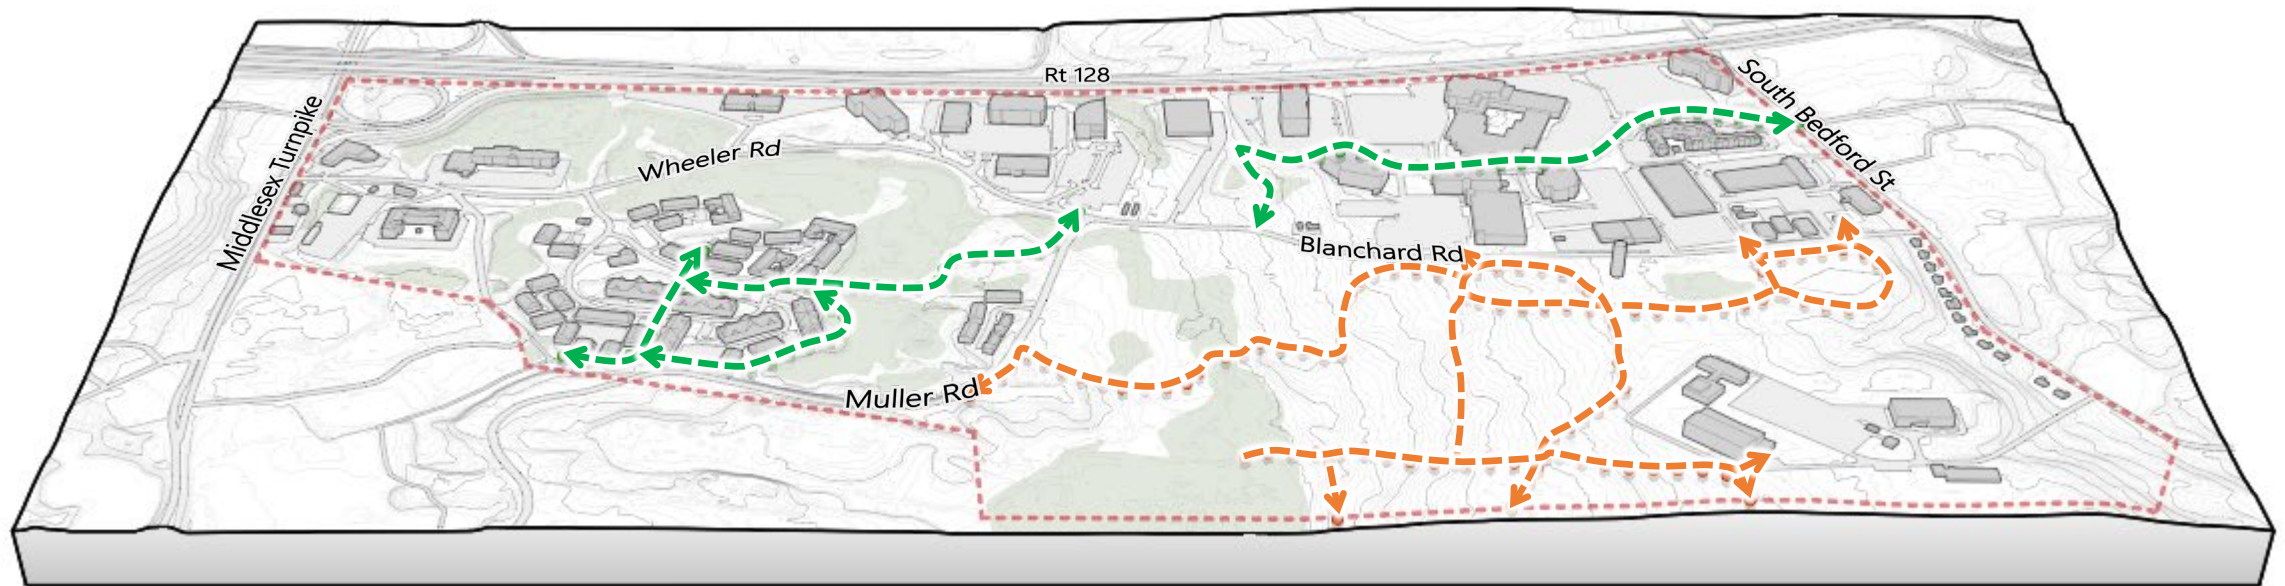 Rt 128
South Bedford St
Middlesex Turnpike
Wheeler Rd
Blanchard Rd
Muller Rd